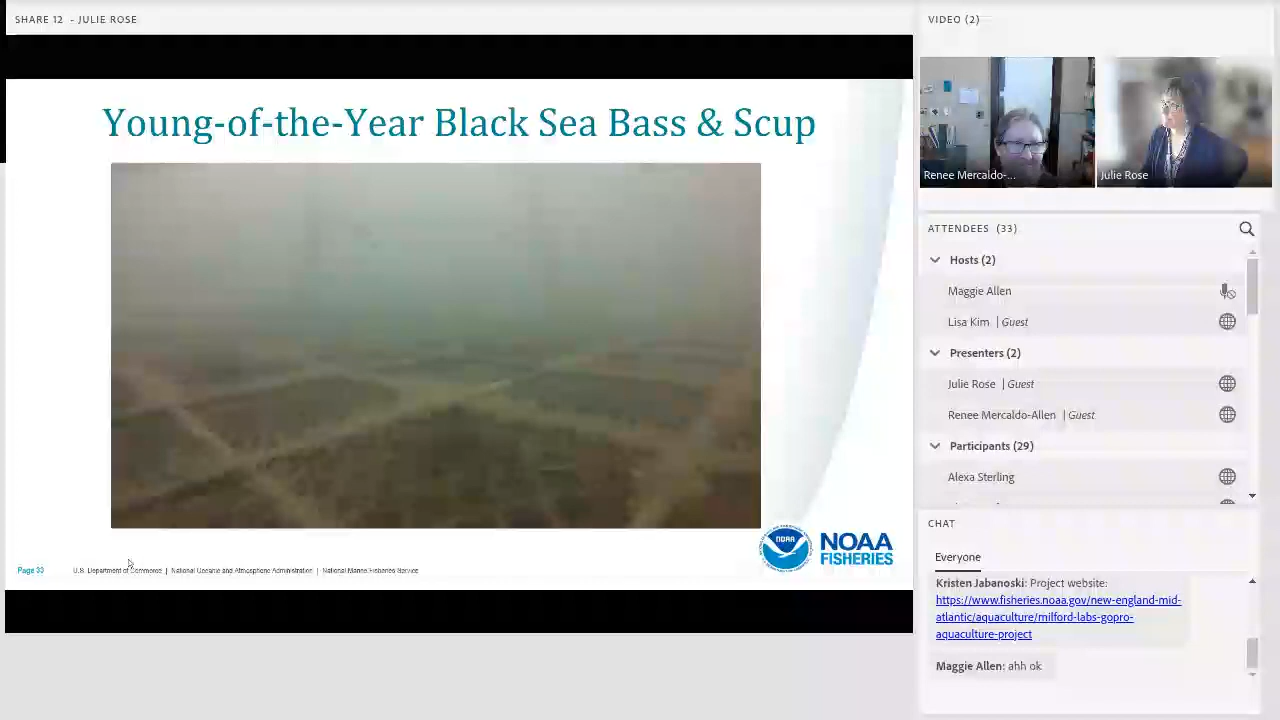 SHARE 12 - JULIE ROSE
Young-of-the-Year Black Sea Bass & Scup
Page 33
U.S. Department of Commerce | National Oceanic and Atmospheric Administration | National Marine Fisheries Service
NOAA
NOAA
FISHERIES
VIDEO (2)
Renee Mercaldo-...
Julie Rose
ATTENDEES (33)
Hosts (2)
Maggie Allen
Lisa Kim | Guest
Presenters (2)
Julie Rose | Guest
Renee Mercaldo-Allen | Guest
Participants (29)
Alexa Sterling
CHAT
Everyone
Kristen Jabanoski: Project website:
https://www.fisheries.noaa.gov/new-england-mid-
atlantic/aquaculture/milford-labs-gopro-
aquaculture-project
Maggie Allen: ahh ok